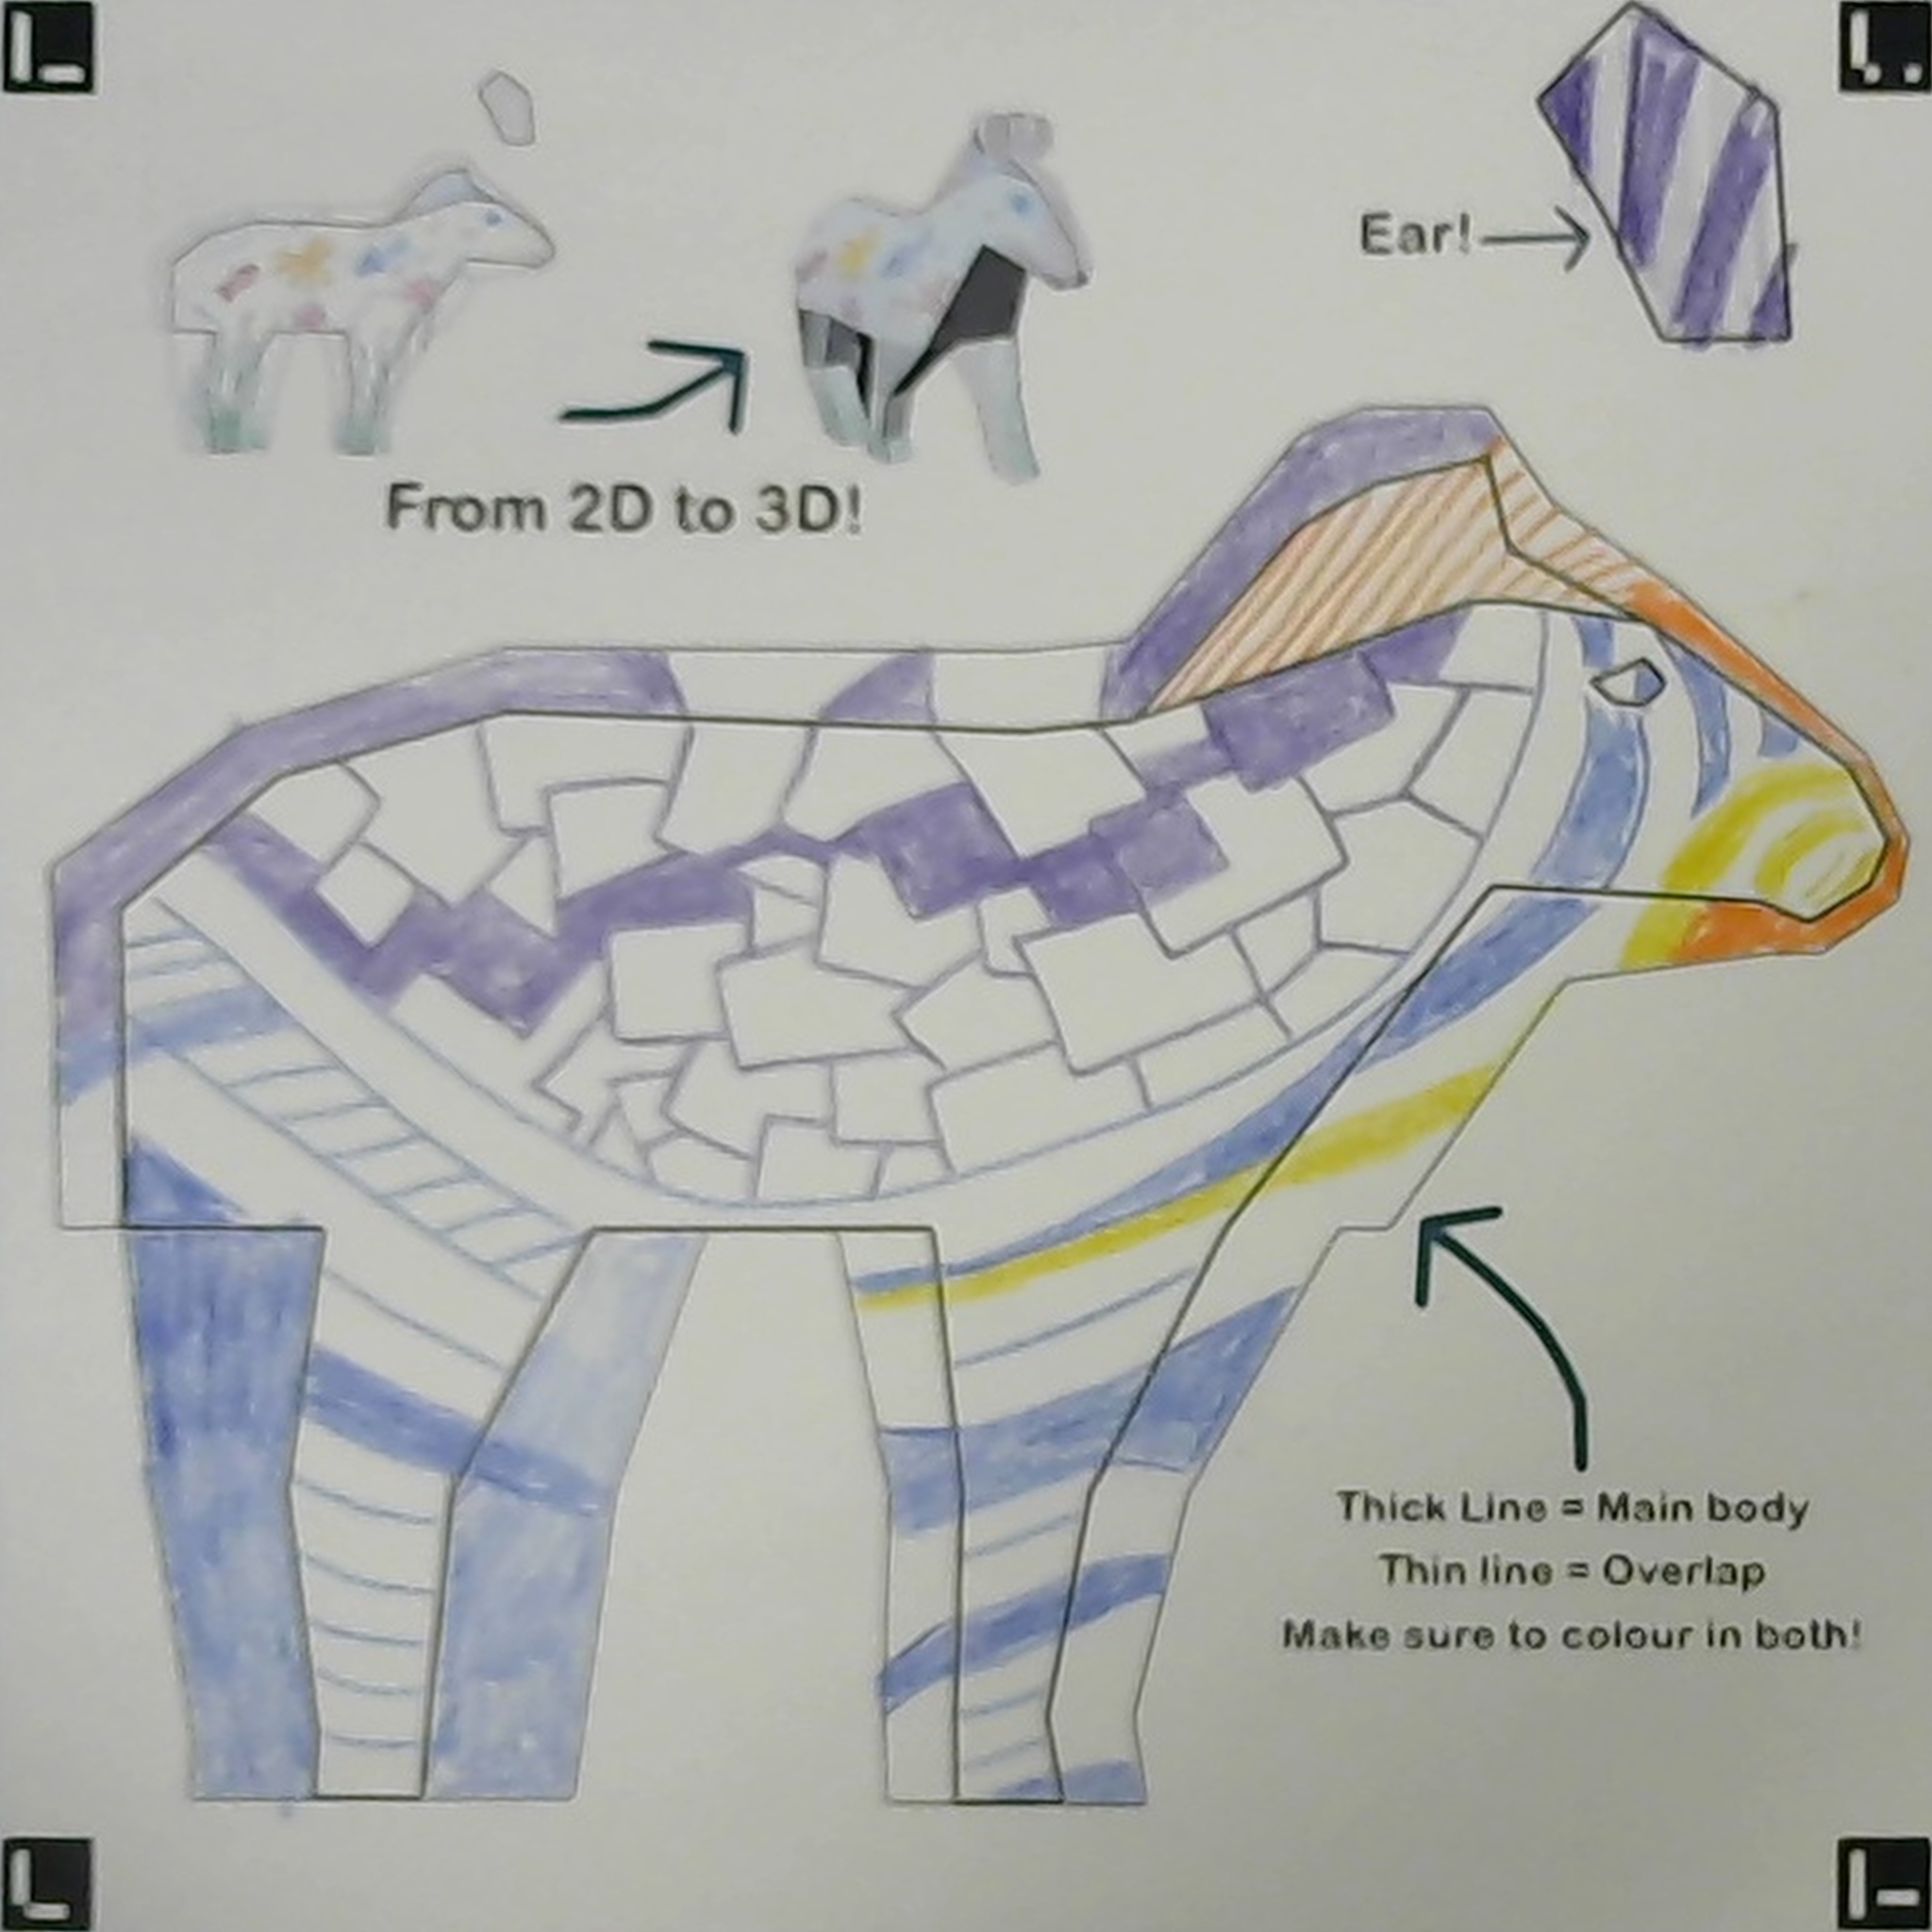 Ear!
From 2D to 3D!
Thick Line = Main body
Thin line = Overlap
Make sure to colour in both!